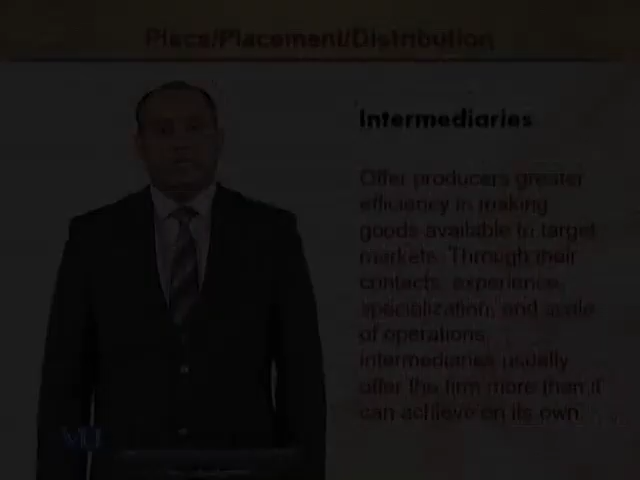 Place/Placement/Distribution
Intermediaries
Offer producers greater
efficiency in making
goods available to target
markets. Through their
contacts, experience,
specialization, and scale
of operations,
intermediaries usually
offer the firm more than it
can achieve on its own.
VU